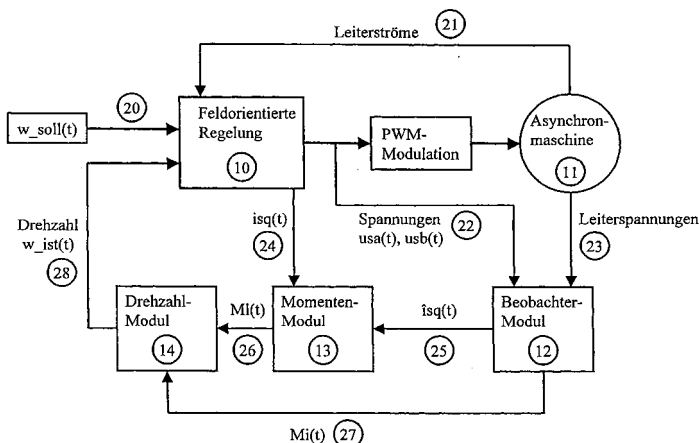 Leiterströme
21
20
w_soll(t)
Feldorientierte
Regelung
10
PWM-
Modulation
Asynchron-
maschine
11
Drehzahl
w_ist(t)
28
isq(t)
24
Spannungen
usa(t), usb(t)
22
Leiterspannungen
23
Drehzahl-
Modul
14
Ml(t)
26
Momenten-
Modul
13
îsq(t)
25
Beobachter-
Modul
12
Mi(t)
27